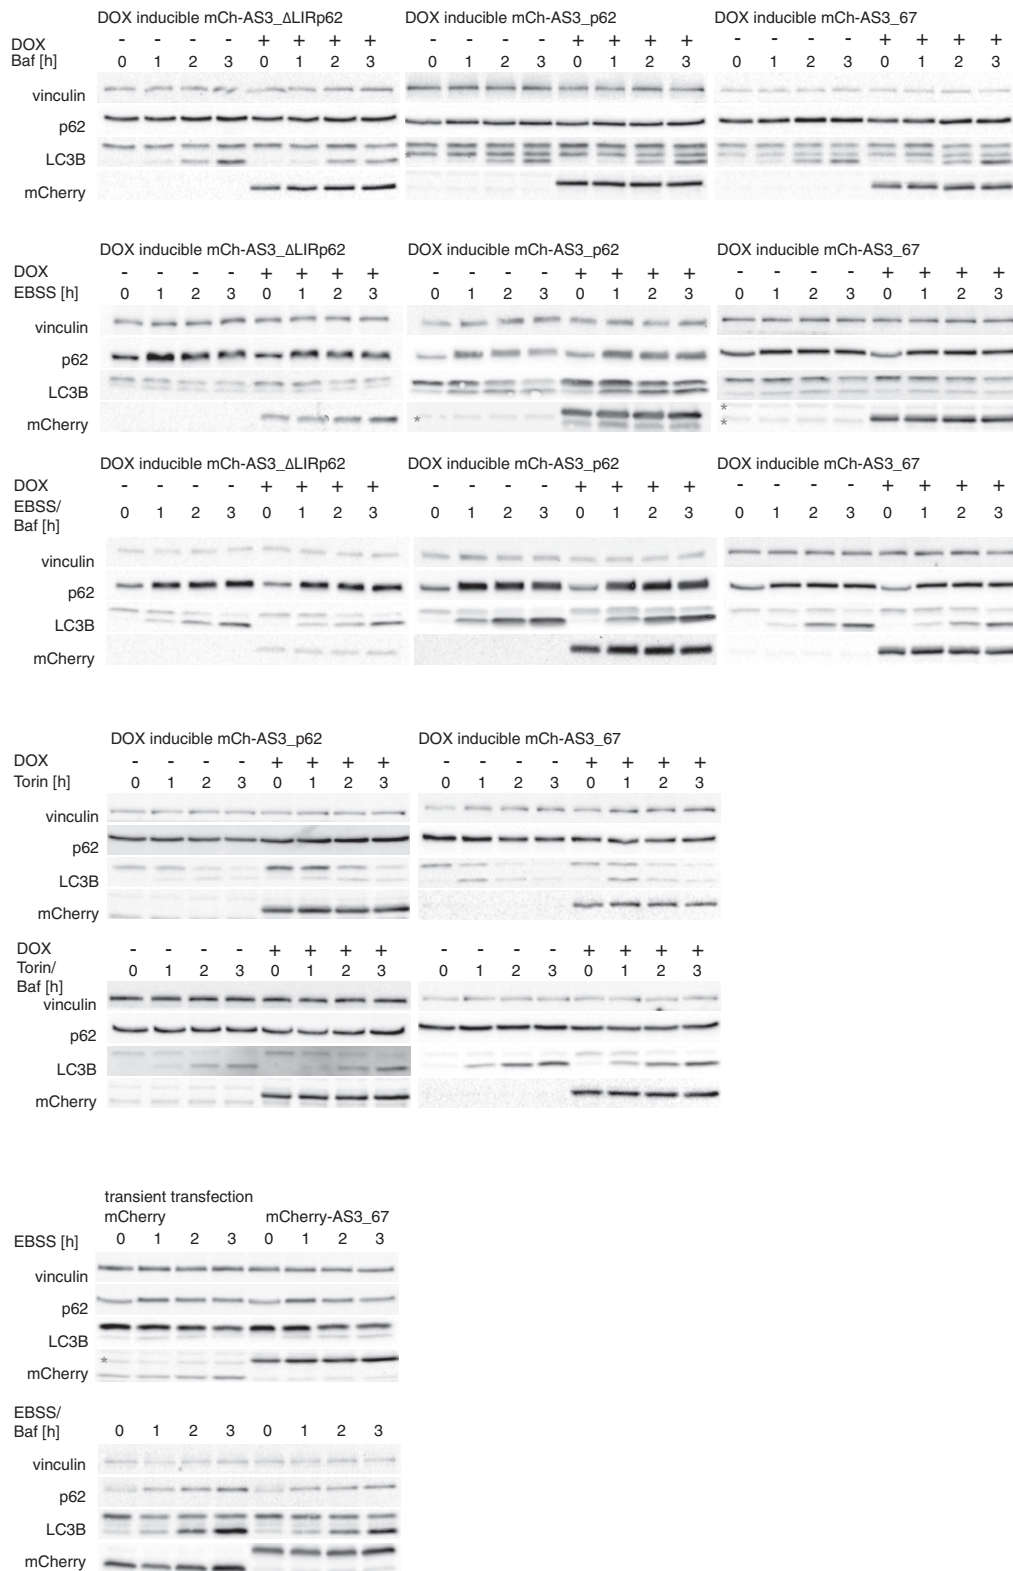 DOX inducible mCh-AS3_ΔLIRp62 DOX inducible mCh-AS3_p62 DOX inducible mCh-AS3_67
DOX - - - - + + + + - - - - + + + + - - - - + + + +
Baf [h] 0 1 2 3 0 1 2 3 0 1 2 3 0 1 2 3 0 1 2 3 0 1 2 3
vinculin
p62
LC3B *
mCherry
DOX inducible mCh-AS3_ΔLIRp62 DOX inducible mCh-AS3_p62 DOX inducible mCh-AS3_67
DOX - - - - + + + + - - - - + + + + - - - - + + + +
EBSS [h] 0 1 2 3 0 1 2 3 0 1 2 3 0 1 2 3 0 1 2 3 0 1 2 3
vinculin
p62
LC3B
*
mCherry * *
DOX inducible mCh-AS3_ΔLIRp62 DOX inducible mCh-AS3_p62 DOX inducible mCh-AS3_67
DOX - - - - + + + + - - - - + + + + - - - - + + + +
EBSS/
Baf [h] 0 1 2 3 0 1 2 3 0 1 2 3 0 1 2 3 0 1 2 3 0 1 2 3
vinculin
p62
LC3B
mCherry
DOX inducible mCh-AS3_p62 DOX inducible mCh-AS3_67
DOX - - - - + + + + - - - - + + + +
Torin [h] 0 1 2 3 0 1 2 3 0 1 2 3 0 1 2 3
vinculin
p62
LC3B
mCherry
DOX - - - - + + + + - - - - + + + +
Torin/ 0 1 2 3 0 1 2 3 0 1 2 3 0 1 2 3
Baf [h]
vinculin
p62
LC3B
mCherry
transient transfection
mCherry mCherry-AS3_67
EBSS [h] 0 1 2 3 0 1 2 3
vinculin
p62
LC3B
*
mCherry
EBSS/
Baf [h] 0 1 2 3 0 1 2 3
vinculin
p62
LC3B
mCherry